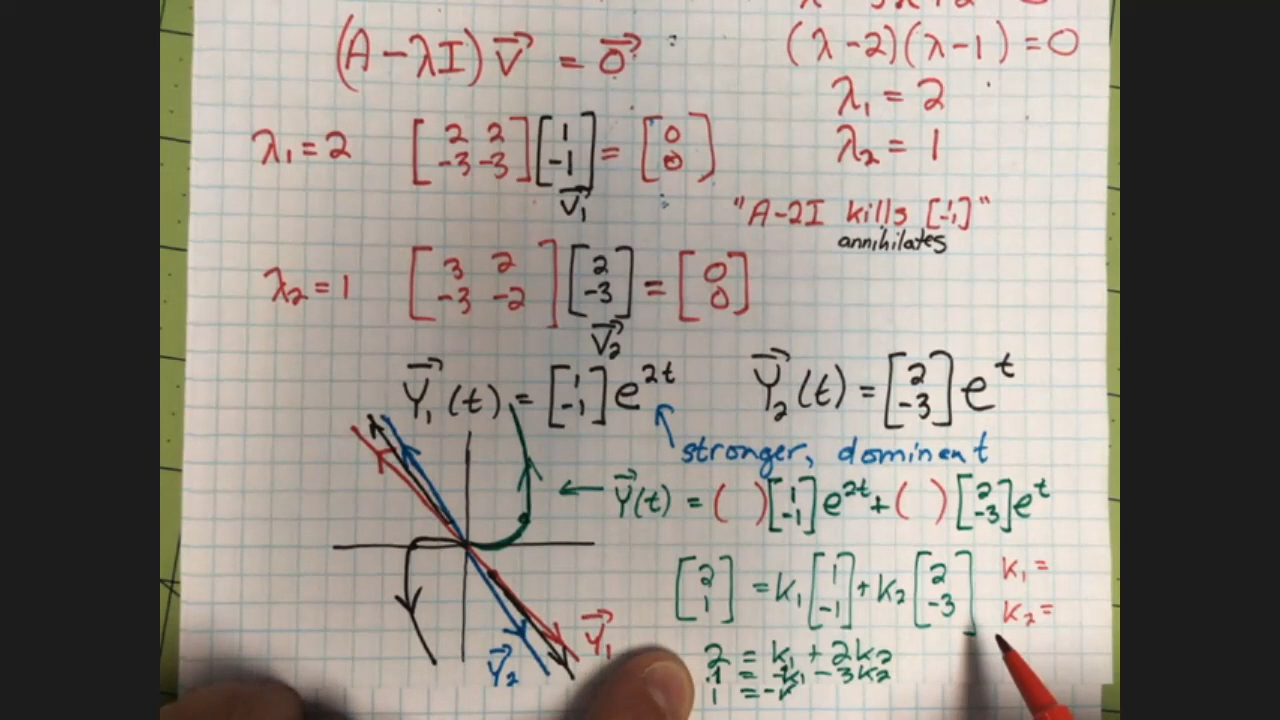 (A - λI) v⃗ = 0⃗
(λ - 2)(λ - 1) = 0
λ₁ = 2
λ₂ = 1
λ₁ = 2 [2 2; -3 -3] [1; -1] = [0; 0]
v⃗₁
"A-2I kills [1; -1]"
annihilates
λ₂ = 1 [3 2; -3 -2] [2; -3] = [0; 0]
v⃗₂
Y⃗₁(t) = [1; -1] e^{2t} Y⃗₂(t) = [2; -3] e^t
stronger, dominant
← Y⃗(t) = ( ) [1; -1] e^{2t} + ( ) [2; -3] e^t
[2; 1] = k₁ [1; -1] + k₂ [2; -3]
k₁ =
k₂ =
Y⃗₁
Y⃗₂
2 = k₁ + 2k₂
1 = -k₁ - 3k₂